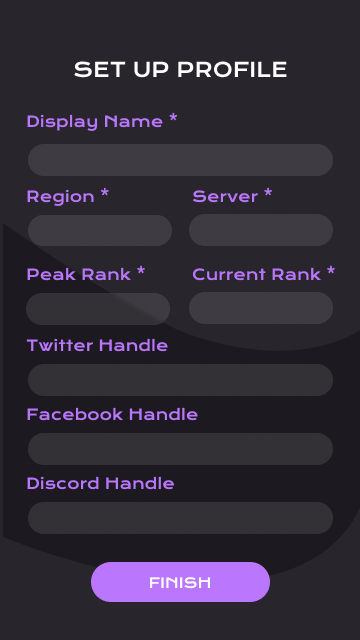 SET UP PROFILE
Display Name *
Region * Server *
Peak Rank * Current Rank *
Twitter Handle
Facebook Handle
Discord Handle
FINISH